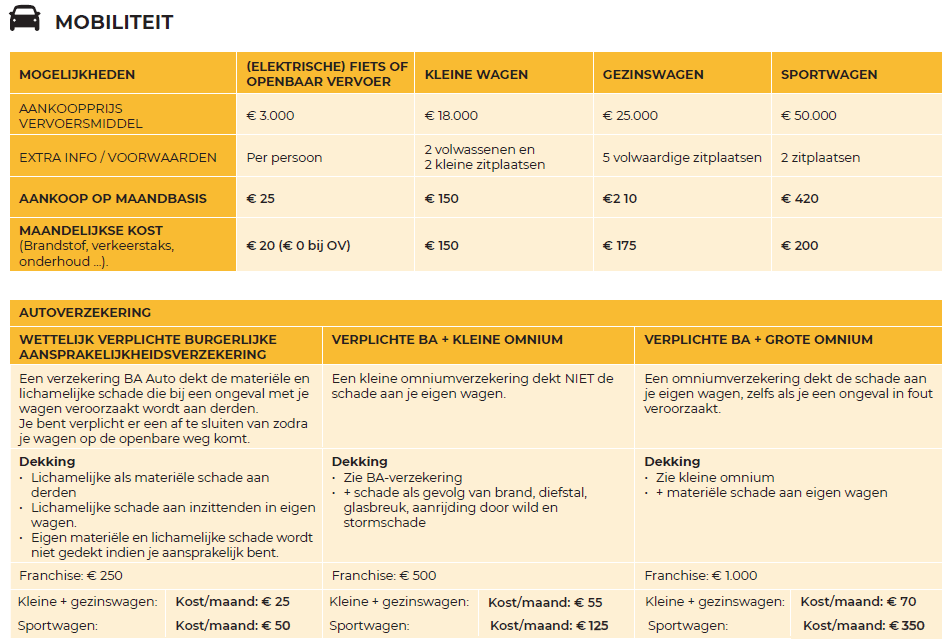 MOBILITEIT
MOGELIJKHEDEN
(ELEKTRISCHE) FIETS OF
OPENBAAR VERVOER
KLEINE WAGEN
GEZINSWAGEN
SPORTWAGEN
AANKOOPPRIJS
VERVOERSMIDDEL
€ 3.000
€ 18.000
€ 25.000
€ 50.000
EXTRA INFO / VOORWAARDEN
Per persoon
2 volwassenen en
2 kleine zitplaatsen
5 volwaardige zitplaatsen
2 zitplaatsen
AANKOOP OP MAANDBASIS
€ 25
€ 150
€2 10
€ 420
MAANDELIJKSE KOST
(Brandstof, verkeerstaks,
onderhoud ...).
€ 20 (€ 0 bij OV)
€ 150
€ 175
€ 200
AUTOVERZEKERING
WETTELIJK VERPLICHTE BURGERLIJKE
AANSPRAKELIJKHEIDSVERZEKERING
VERPLICHTE BA + KLEINE OMNIUM
VERPLICHTE BA + GROTE OMNIUM
Een verzekering BA Auto dekt de materiële en
lichamelijke schade die bij een ongeval met je
wagen veroorzaakt wordt aan derden.
Je bent verplicht er een af te sluiten van zodra
je wagen op de openbare weg komt.
Een kleine omniumverzekering dekt NIET de
schade aan je eigen wagen.
Een omniumverzekering dekt de schade aan
je eigen wagen, zelfs als je een ongeval in fout
veroorzaakt.
Dekking
· Lichamelijke als materiële schade aan
derden
· Lichamelijke schade aan inzittenden in eigen
wagen.
· Eigen materiële en lichamelijke schade wordt
niet gedekt indien je aansprakelijk bent.
Dekking
· Zie BA-verzekering
· + schade als gevolg van brand, diefstal,
glasbreuk, aanrijding door wild en
stormschade
Dekking
· Zie kleine omnium
· + materiële schade aan eigen wagen
Franchise: € 250
Franchise: € 500
Franchise: € 1.000
Kleine + gezinswagen: Kost/maand: € 25
Kleine + gezinswagen: Kost/maand: € 55
Kleine + gezinswagen: Kost/maand: € 70
Sportwagen: Kost/maand: € 50
Sportwagen: Kost/maand: € 125
Sportwagen: Kost/maand: € 350